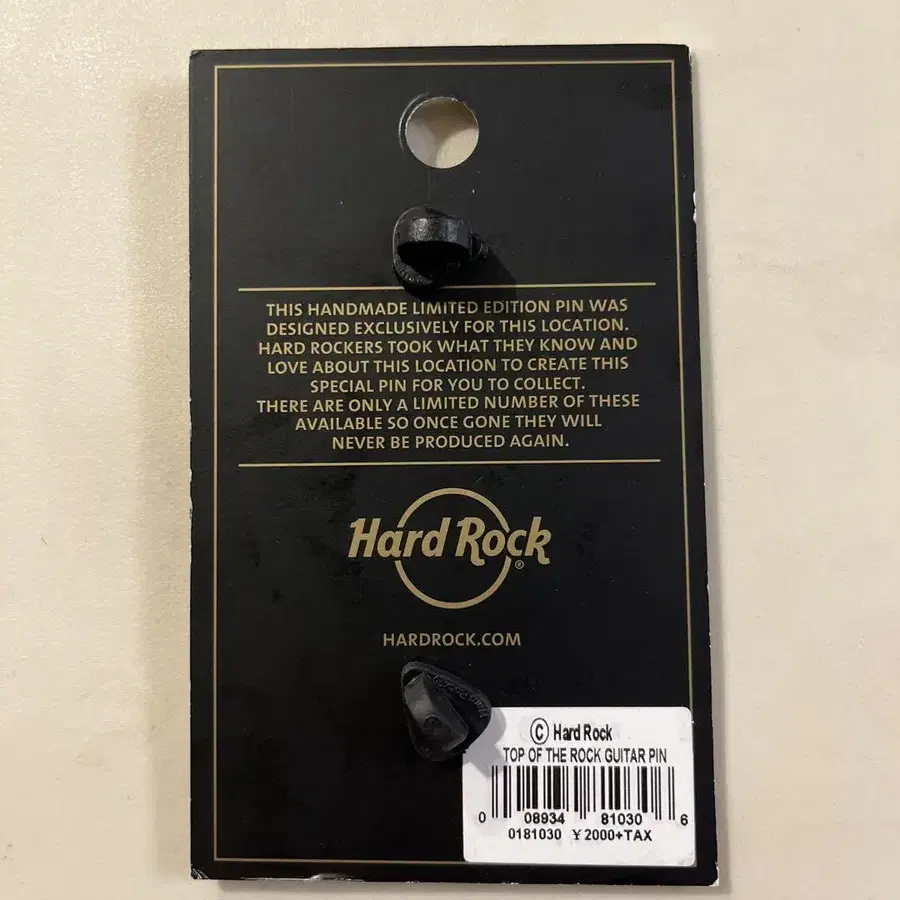 THIS HANDMADE LIMITED EDITION PIN WAS
DESIGNED EXCLUSIVELY FOR THIS LOCATION.
HARD ROCKERS TOOK WHAT THEY KNOW AND
LOVE ABOUT THIS LOCATION TO CREATE THIS
SPECIAL PIN FOR YOU TO COLLECT.
THERE ARE ONLY A LIMITED NUMBER OF THESE
AVAILABLE SO ONCE GONE THEY WILL
NEVER BE PRODUCED AGAIN.
Hard Rock®
HARDROCK.COM
© Hard Rock
TOP OF THE ROCK GUITAR PIN
0 08934 81030 6
0181030 ¥2000+TAX